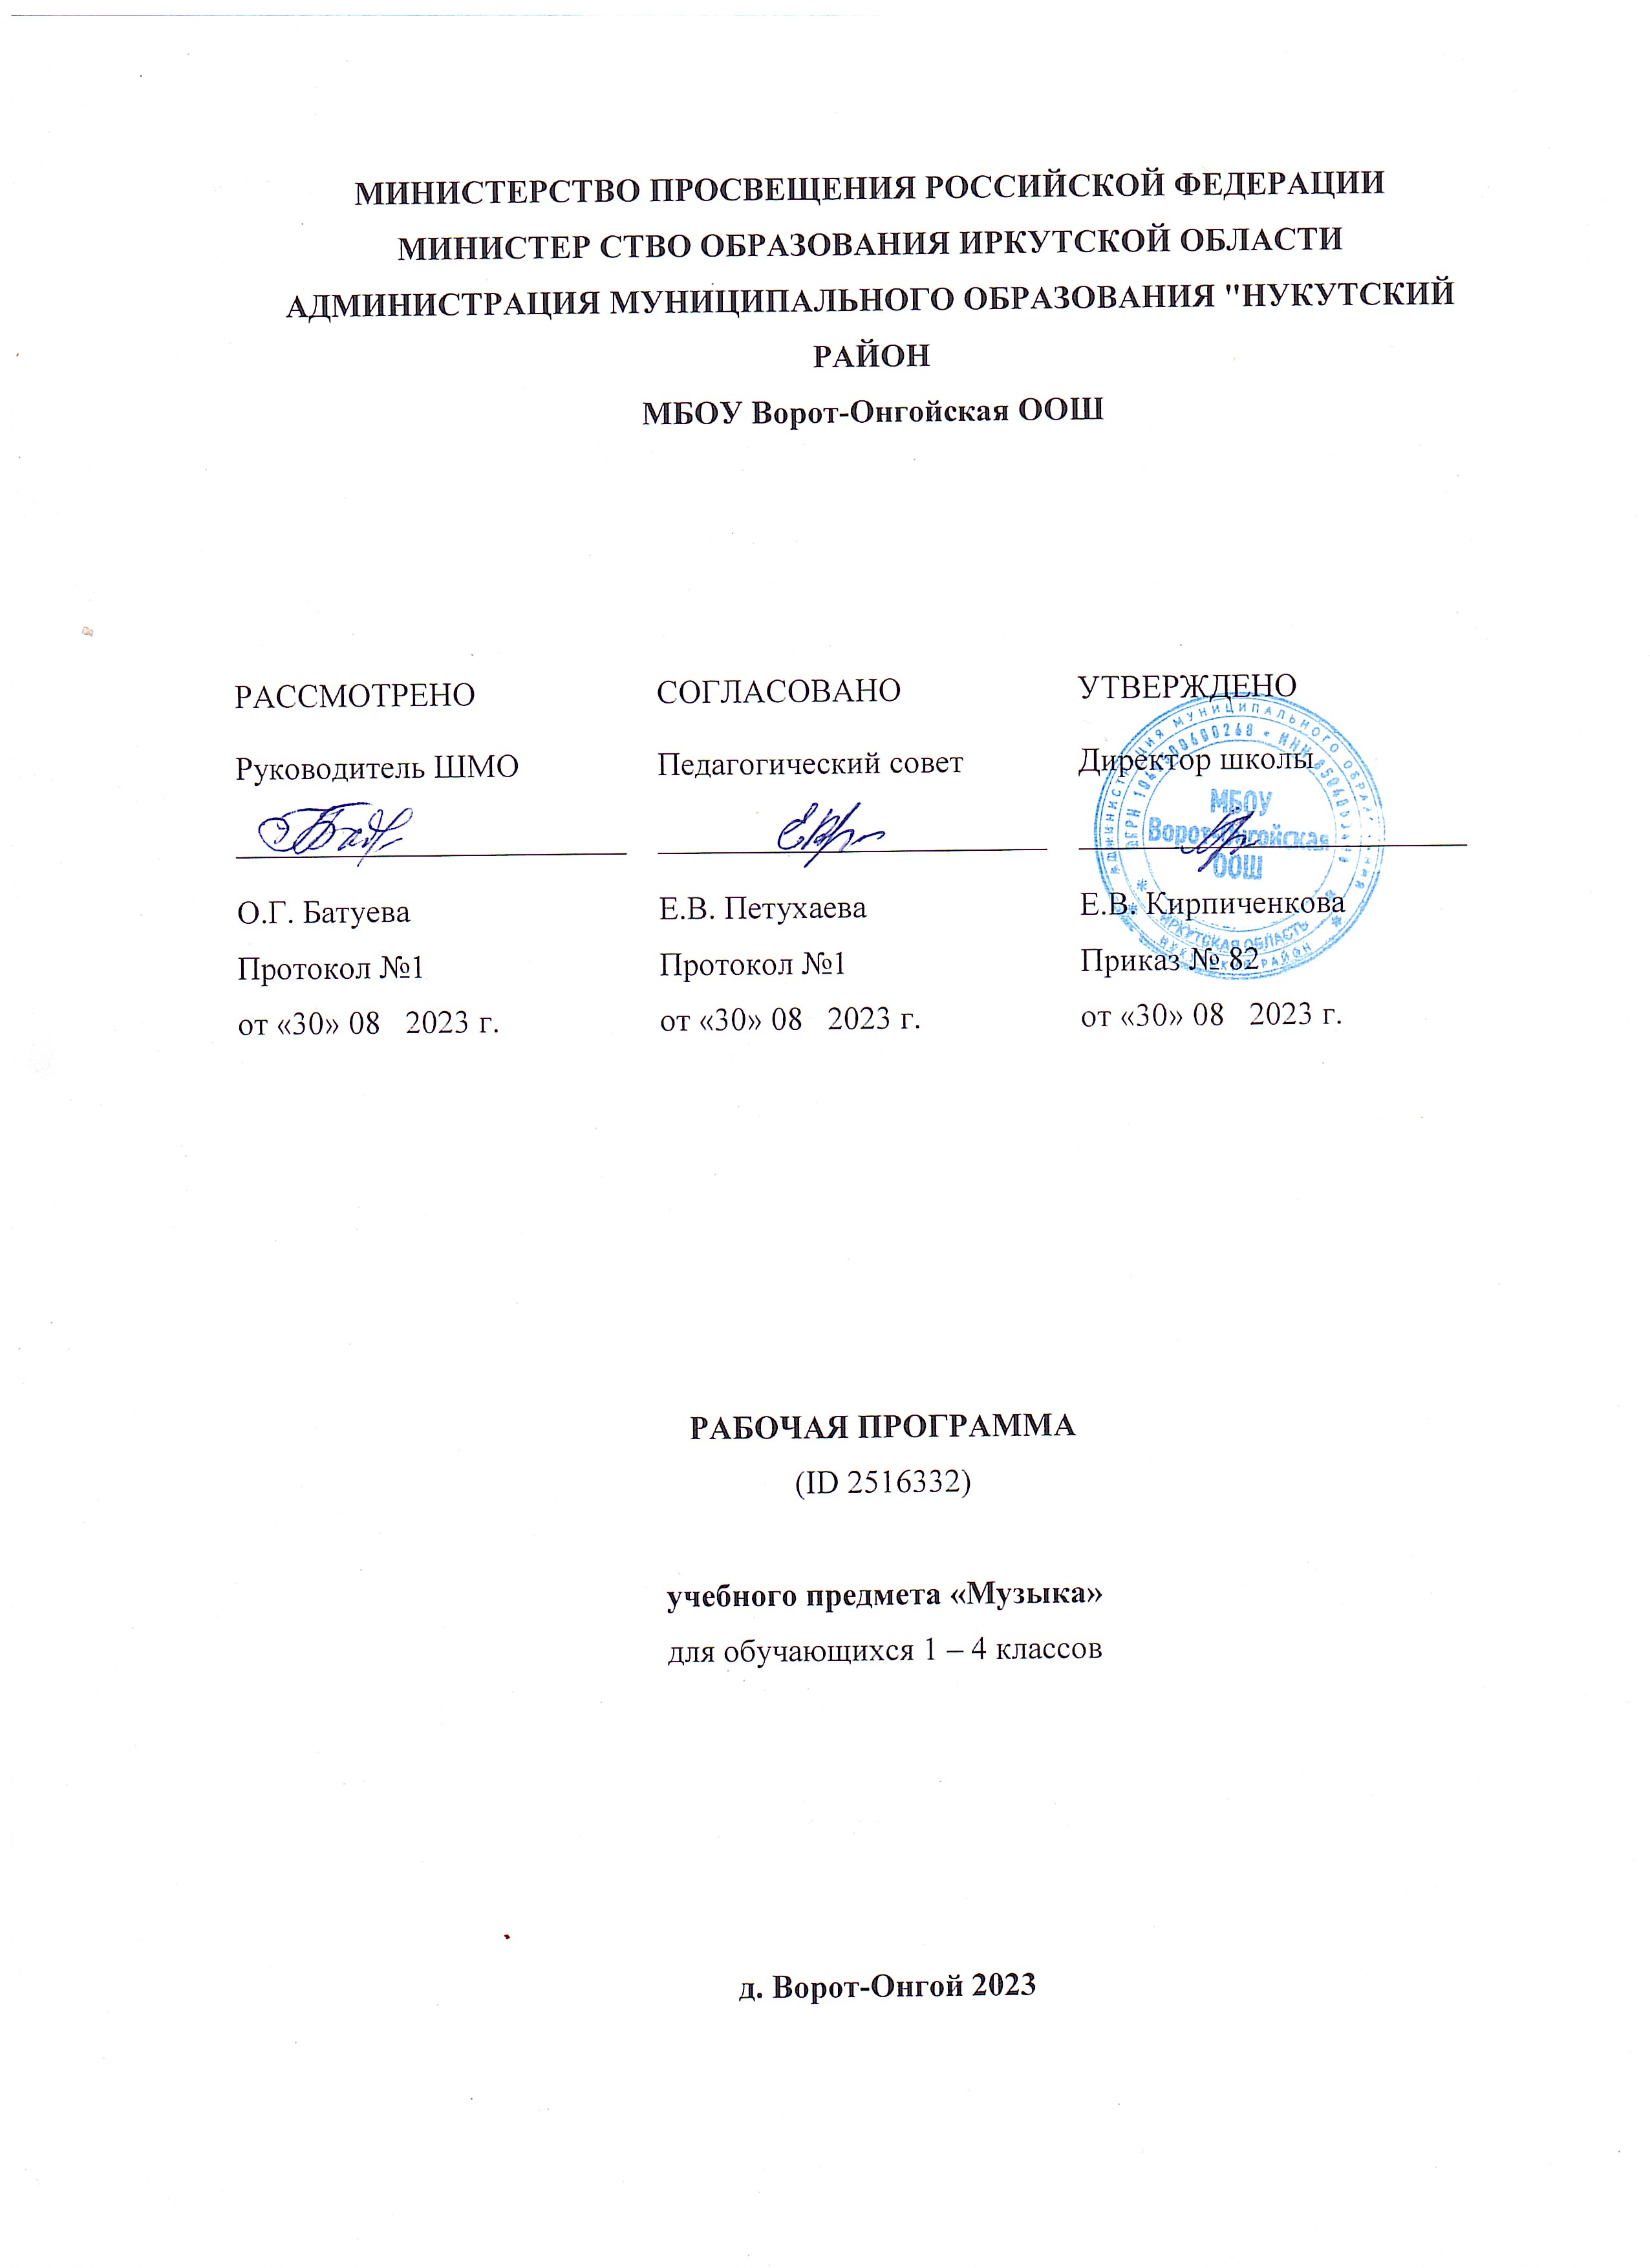 МИНИСТЕРСТВО ПРОСВЕЩЕНИЯ РОССИЙСКОЙ ФЕДЕРАЦИИ
МИНИСТЕР СТВО ОБРАЗОВАНИЯ ИРКУТСКОЙ ОБЛАСТИ
АДМИНИСТРАЦИЯ МУНИЦИПАЛЬНОГО ОБРАЗОВАНИЯ "НУКУТСКИЙ
РАЙОН
МБОУ Ворот-Онгойская ООШ
РАССМОТРЕНО
Руководитель ШМО
О.Г. Батуева
Протокол №1
от «30» 08 2023 г.
СОГЛАСОВАНО
Педагогический совет
Е.В. Петухаева
Протокол №1
от «30» 08 2023 г.
УТВЕРЖДЕНО
Директор школы
Е.В. Кирпиченкова
Приказ № 82
от «30» 08 2023 г.
МБОУ
Ворот-Онгойская
ООШ
ИРКУТСКАЯ ОБЛАСТЬ
РАБОЧАЯ ПРОГРАММА
(ID 2516332)
учебного предмета «Музыка»
для обучающихся 1 – 4 классов
д. Ворот-Онгой 2023